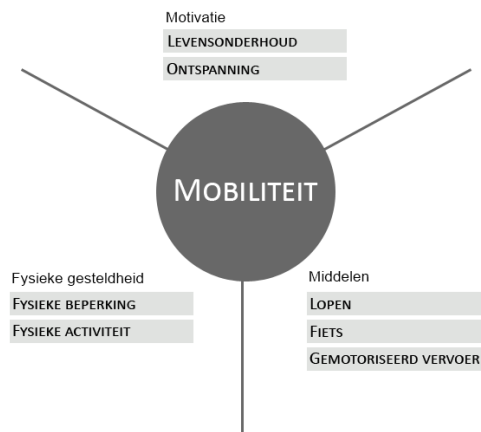 Motivatie
LEVENSONDERHOUD
ONTSPANNING
MOBILITEIT
Fysieke gesteldheid
FYSIEKE BEPERKING
FYSIEKE ACTIVITEIT
Middelen
LOPEN
FIETS
GEMOTORISEERD VERVOER